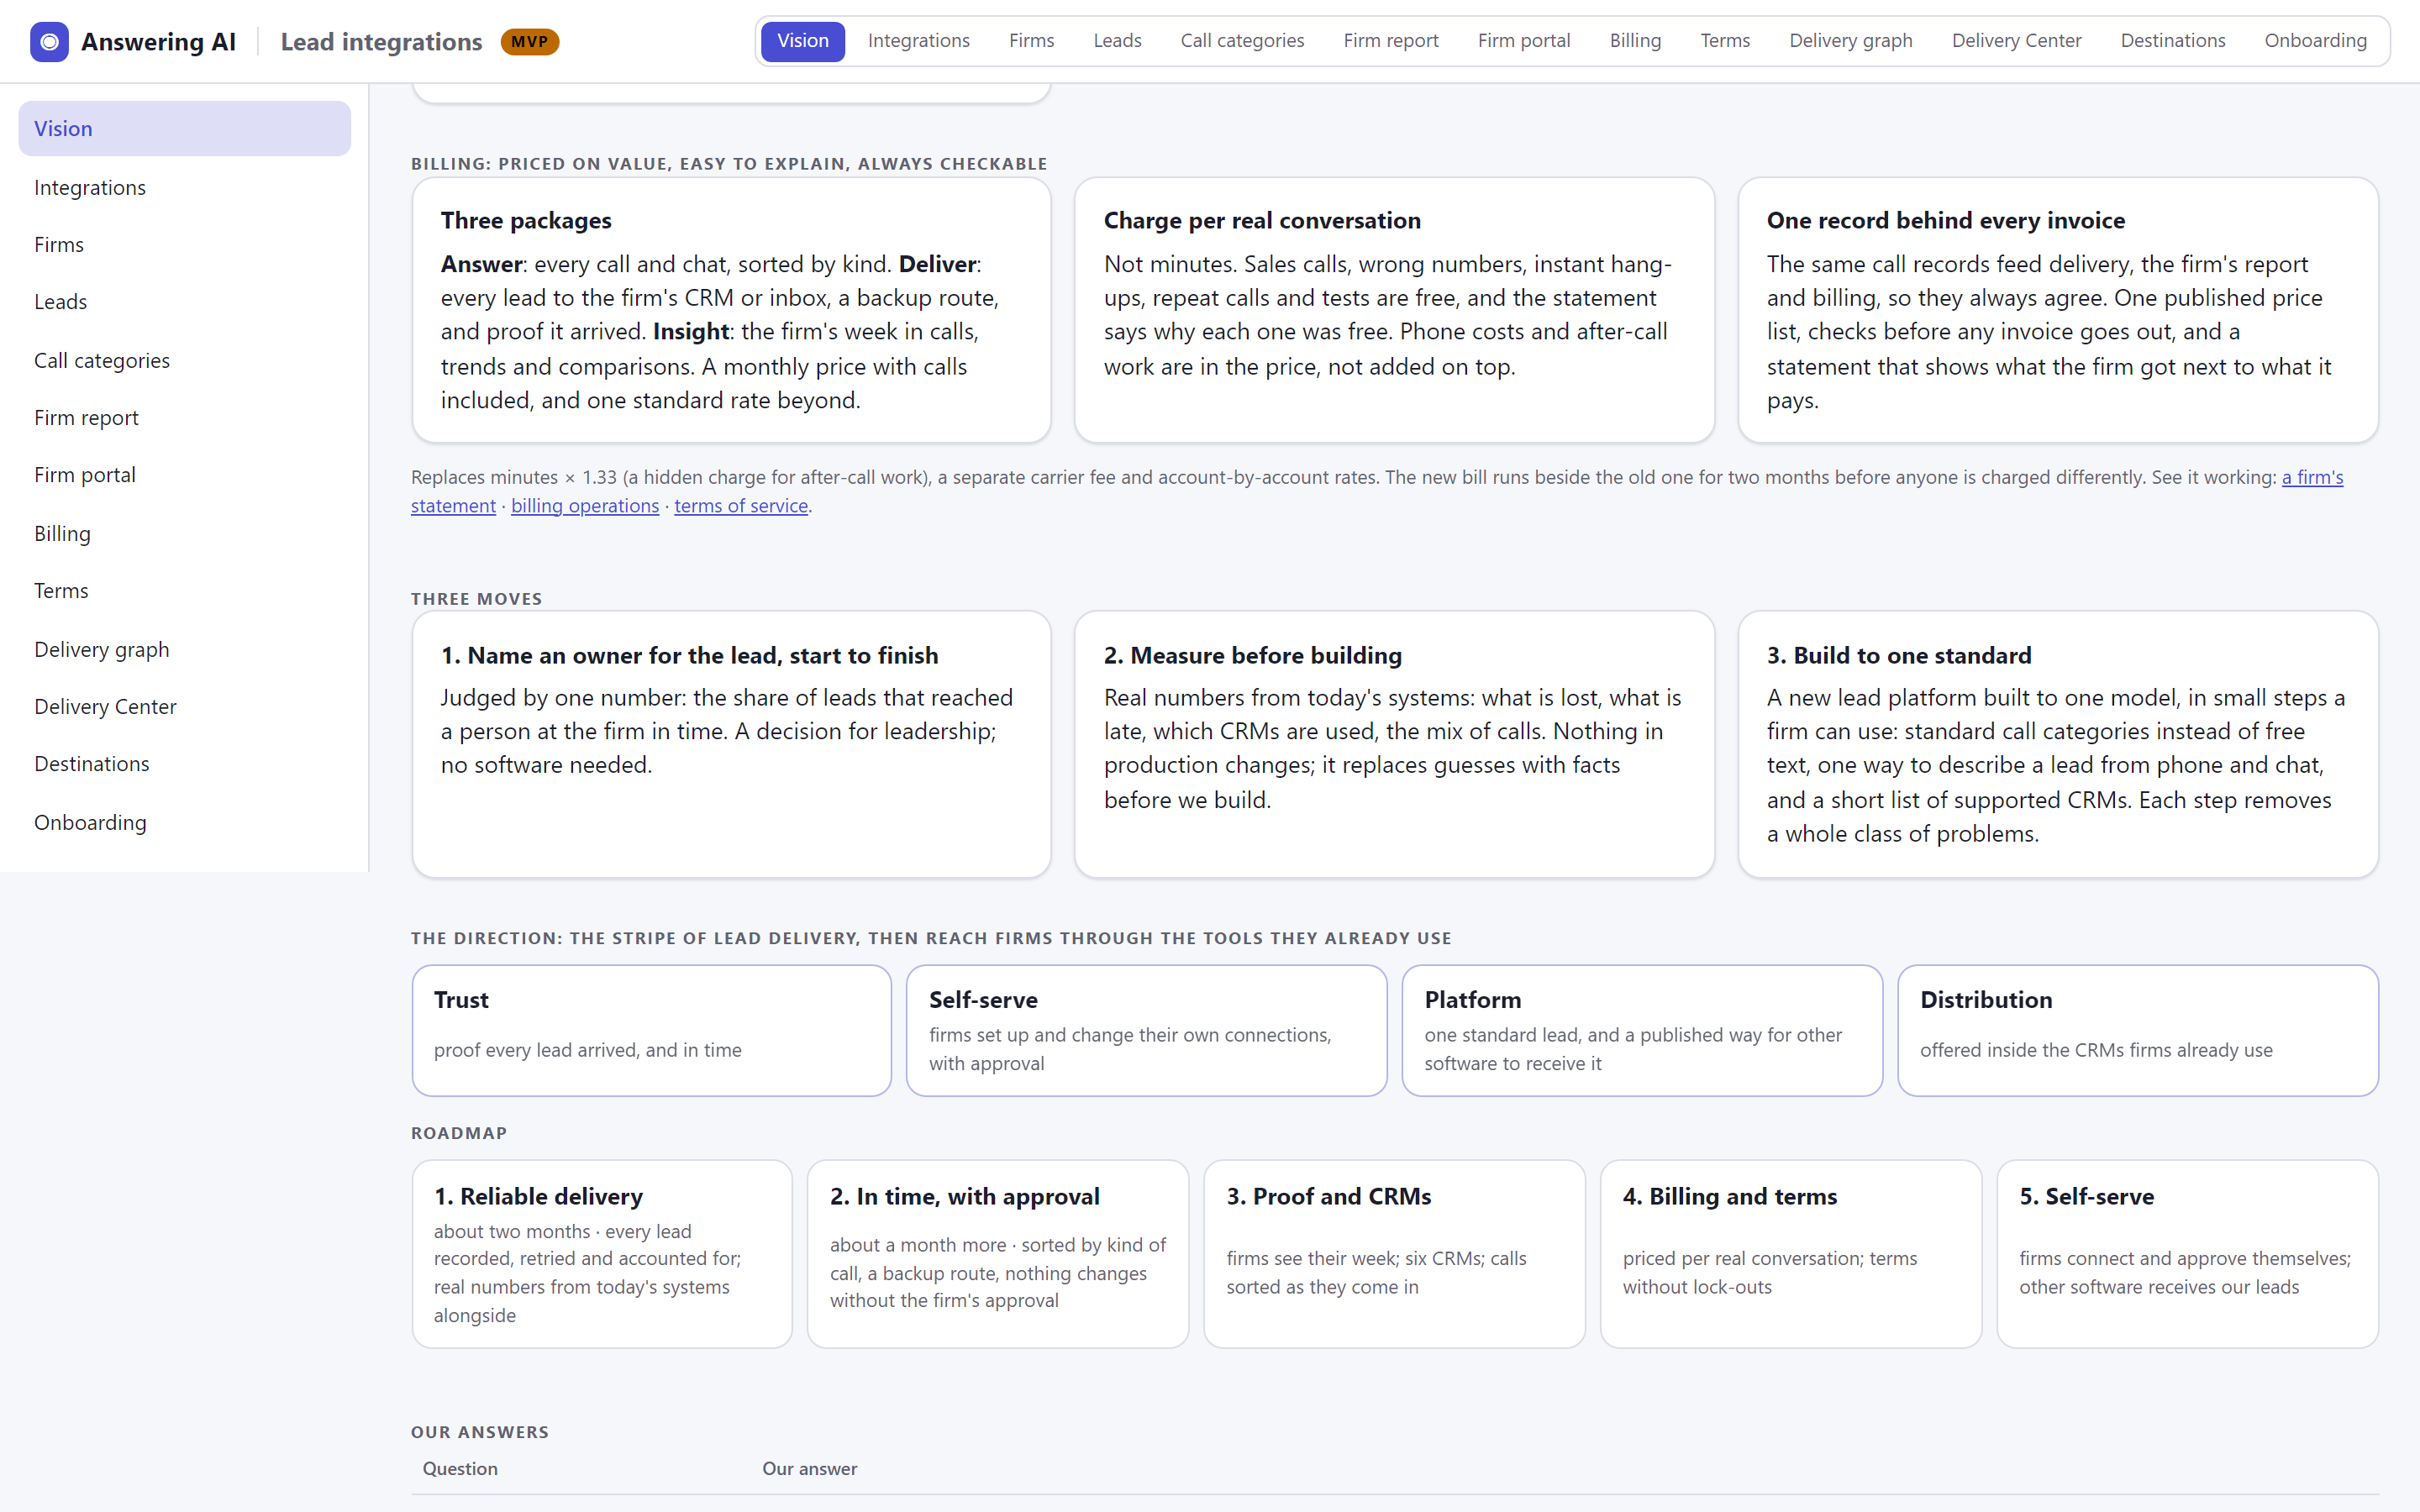 Answering AI
Lead integrations
MVP
Vision
Integrations
Firms
Leads
Call categories
Firm report
Firm portal
Billing
Terms
Delivery graph
Delivery Center
Destinations
Onboarding
Vision
Integrations
Firms
Leads
Call categories
Firm report
Firm portal
Billing
Terms
Delivery graph
Delivery Center
Destinations
Onboarding
BILLING: PRICED ON VALUE, EASY TO EXPLAIN, ALWAYS CHECKABLE
Three packages
Answer: every call and chat, sorted by kind. Deliver:
every lead to the firm's CRM or inbox, a backup route,
and proof it arrived. Insight: the firm's week in calls,
trends and comparisons. A monthly price with calls
included, and one standard rate beyond.
Charge per real conversation
Not minutes. Sales calls, wrong numbers, instant hang-
ups, repeat calls and tests are free, and the statement
says why each one was free. Phone costs and after-call
work are in the price, not added on top.
One record behind every invoice
The same call records feed delivery, the firm's report
and billing, so they always agree. One published price
list, checks before any invoice goes out, and a
statement that shows what the firm got next to what it
pays.
Replaces minutes × 1.33 (a hidden charge for after-call work), a separate carrier fee and account-by-account rates. The new bill runs beside the old one for two months before anyone is charged differently. See it working: a firm's
statement · billing operations · terms of service.
THREE MOVES
1. Name an owner for the lead, start to finish
Judged by one number: the share of leads that reached
a person at the firm in time. A decision for leadership;
no software needed.
2. Measure before building
Real numbers from today's systems: what is lost, what is
late, which CRMs are used, the mix of calls. Nothing in
production changes; it replaces guesses with facts
before we build.
3. Build to one standard
A new lead platform built to one model, in small steps a
firm can use: standard call categories instead of free
text, one way to describe a lead from phone and chat,
and a short list of supported CRMs. Each step removes
a whole class of problems.
THE DIRECTION: THE STRIPE OF LEAD DELIVERY, THEN REACH FIRMS THROUGH THE TOOLS THEY ALREADY USE
Trust
proof every lead arrived, and in time
Self-serve
firms set up and change their own connections,
with approval
Platform
one standard lead, and a published way for other
software to receive it
Distribution
offered inside the CRMs firms already use
ROADMAP
1. Reliable delivery
about two months · every lead
recorded, retried and accounted for;
real numbers from today's systems
alongside
2. In time, with approval
about a month more · sorted by kind of
call, a backup route, nothing changes
without the firm's approval
3. Proof and CRMs
firms see their week; six CRMs; calls
sorted as they come in
4. Billing and terms
priced per real conversation; terms
without lock-outs
5. Self-serve
firms connect and approve themselves;
other software receives our leads
OUR ANSWERS
Question
Our answer